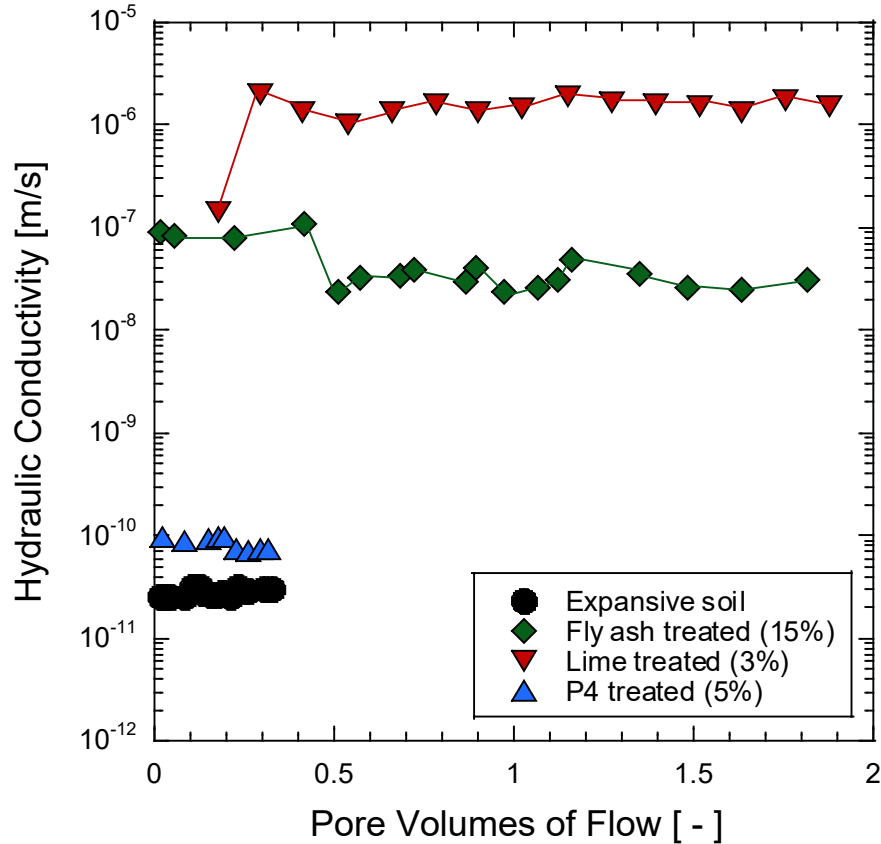 10-5
10-6
10-7
10-8
10-9
10-10
10-11
10-12
Hydraulic Conductivity [m/s]
Expansive soil
Fly ash treated (15%)
Lime treated (3%)
P4 treated (5%)
0 0.5 1 1.5 2
Pore Volumes of Flow [ - ]